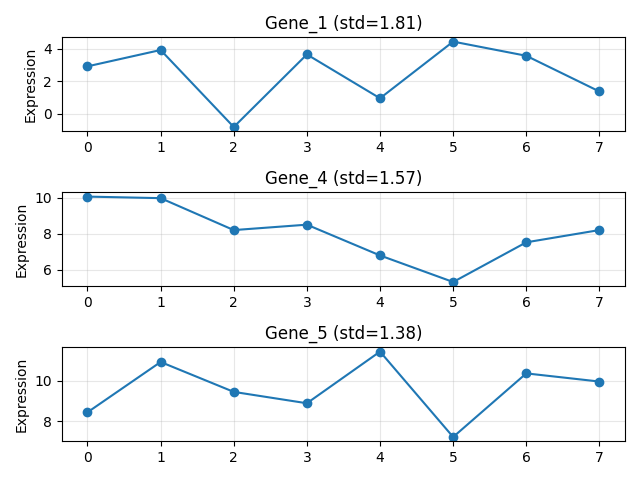 Gene_1 (std=1.81)
Expression
4
2
0
0 1 2 3 4 5 6 7
Gene_4 (std=1.57)
Expression
10
8
6
0 1 2 3 4 5 6 7
Gene_5 (std=1.38)
Expression
10
8
0 1 2 3 4 5 6 7